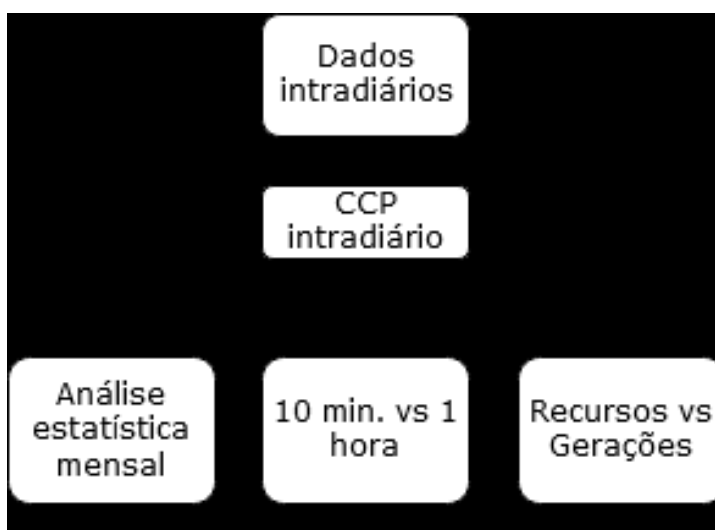 Dados
intradiários
CCP
intradiário
Análise
estatística
mensal
10 min. vs 1
hora
Recursos vs
Gerações